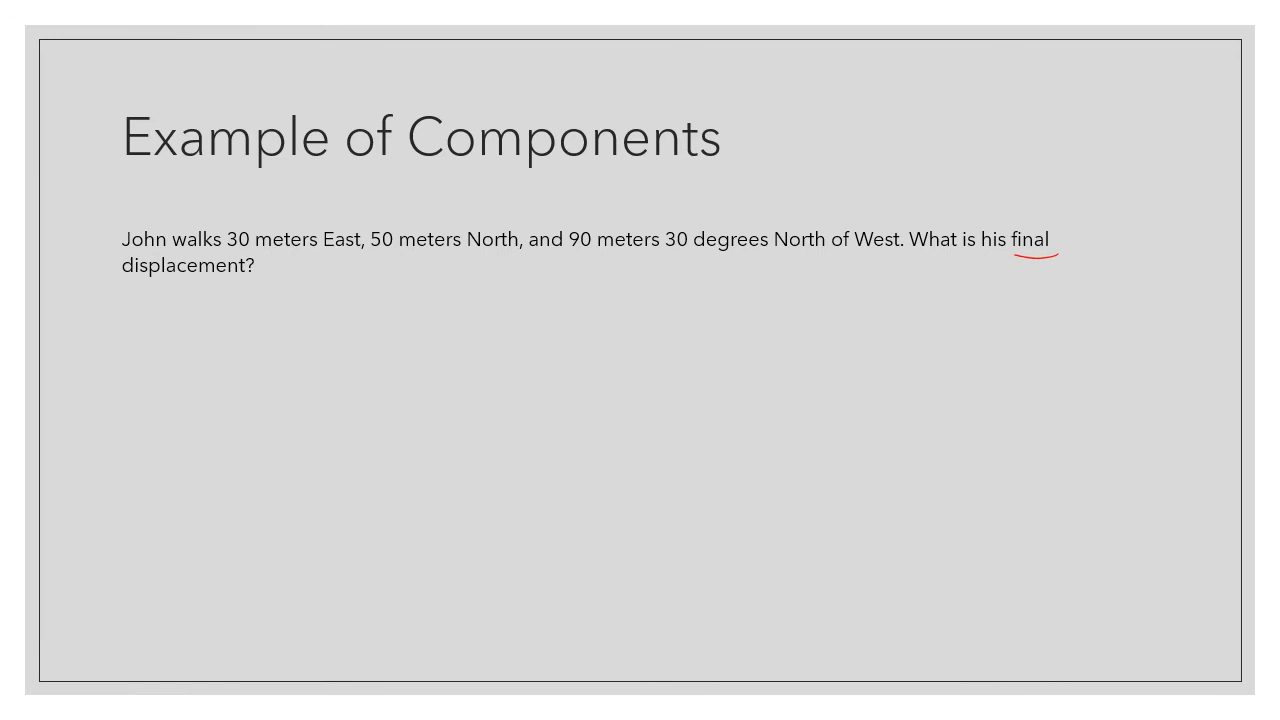 Example of Components
John walks 30 meters East, 50 meters North, and 90 meters 30 degrees North of West. What is his final
displacement?